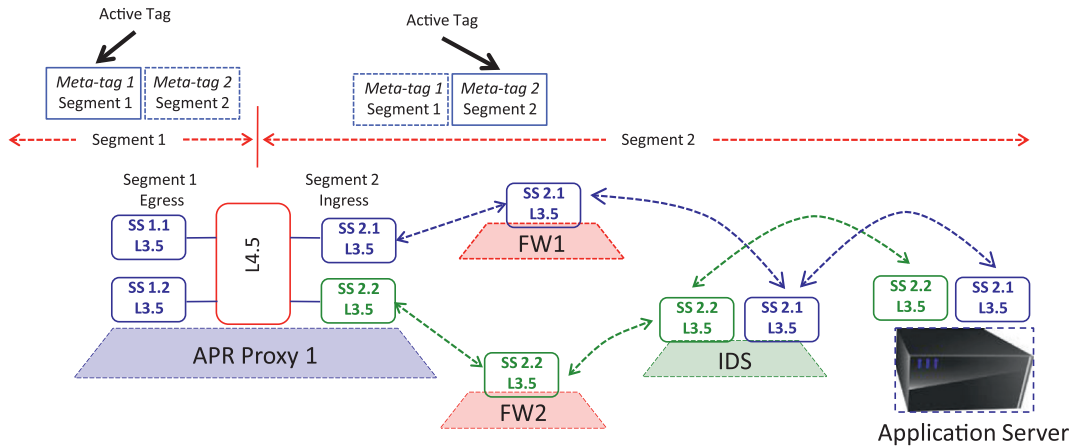 Active Tag
Active Tag
Meta-tag 1
Segment 1
Meta-tag 2
Segment 2
Meta-tag 1
Segment 1
Meta-tag 2
Segment 2
Segment 1
Segment 2
Segment 1
Egress
Segment 2
Ingress
SS 1.1
L3.5
L4.5
SS 2.1
L3.5
SS 2.1
L3.5
FW1
SS 1.2
L3.5
SS 2.2
L3.5
APR Proxy 1
SS 2.2
L3.5
FW2
SS 2.2
L3.5
SS 2.1
L3.5
IDS
SS 2.2
L3.5
SS 2.1
L3.5
Application Server